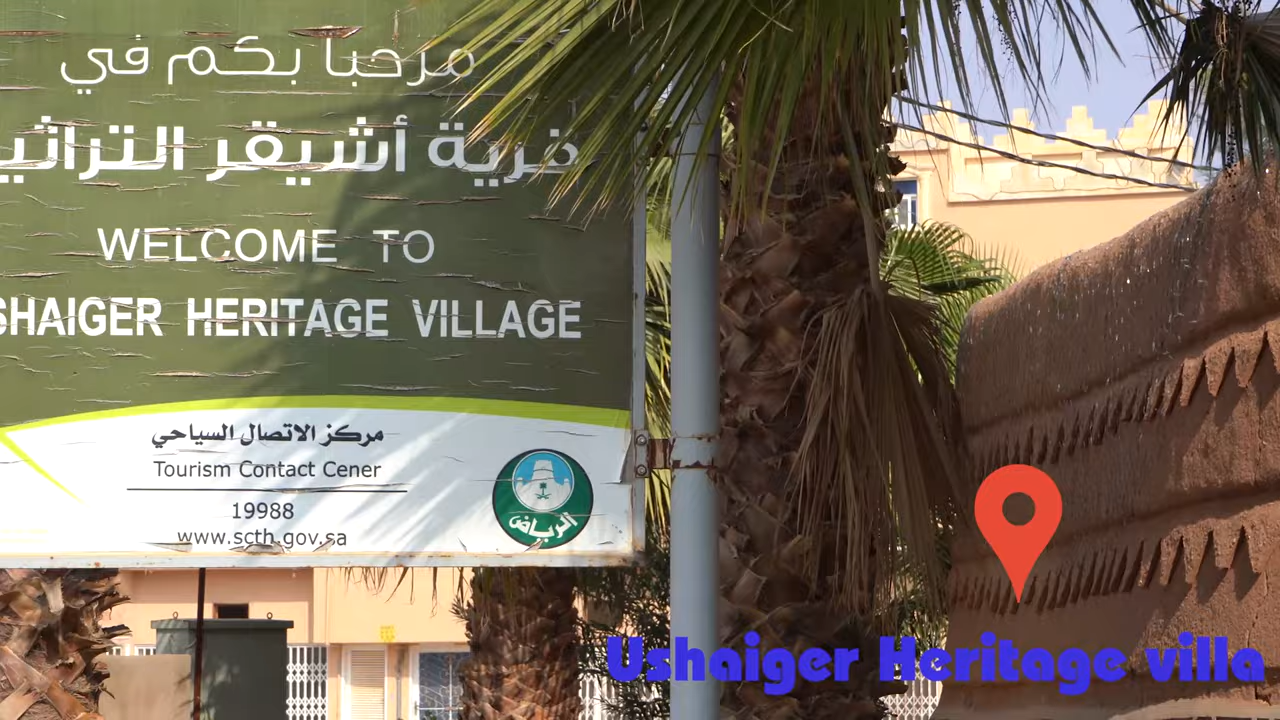 مرحبا بكم في
قرية أشيقر التراثي
WELCOME TO
SHAIGER HERITAGE VILLAGE
مركز الاتصال السياحي
Tourism Contact Cener
19988
www.scth.gov.sa
الرياض
Ushaiger Heritage villa